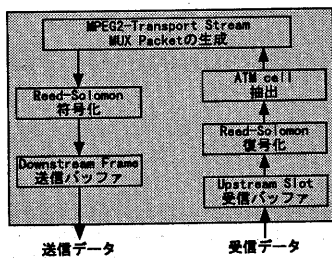 MPEG2-Transport Stream
MUX Packetの生成
ATM cell
抽出
Reed-Solomon
符号化
Reed-Solomon
復号化
Downstream Frame
送信バッファ
Upstream Slot
受信バッファ
送信データ
受信データ